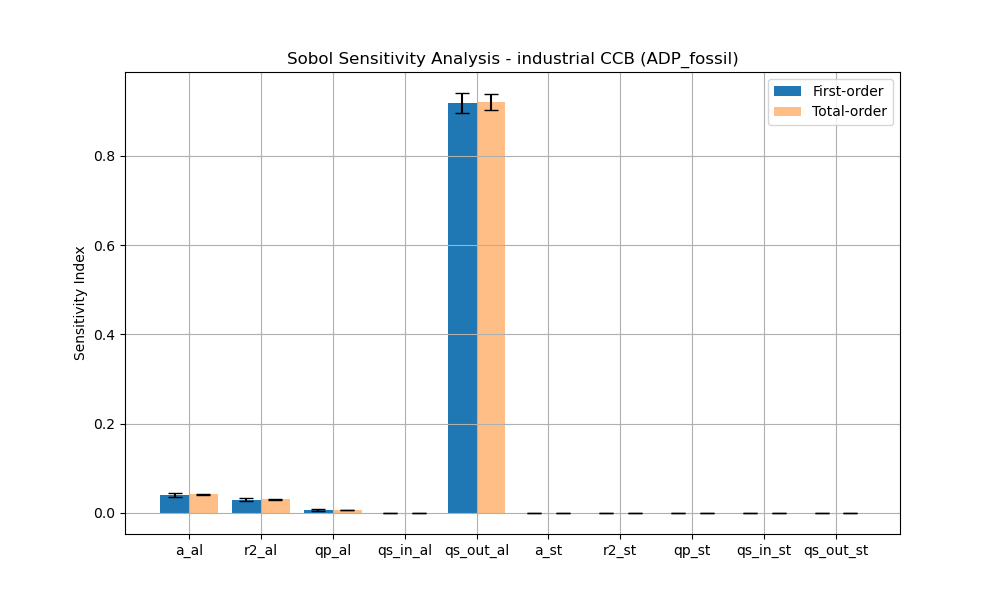 Sobol Sensitivity Analysis - industrial CCB (ADP_fossil)
First-order
Total-order
Sensitivity Index
0.8
0.6
0.4
0.2
0.0
a_al r2_al qp_al qs_in_al qs_out_al a_st r2_st qp_st qs_in_st qs_out_st